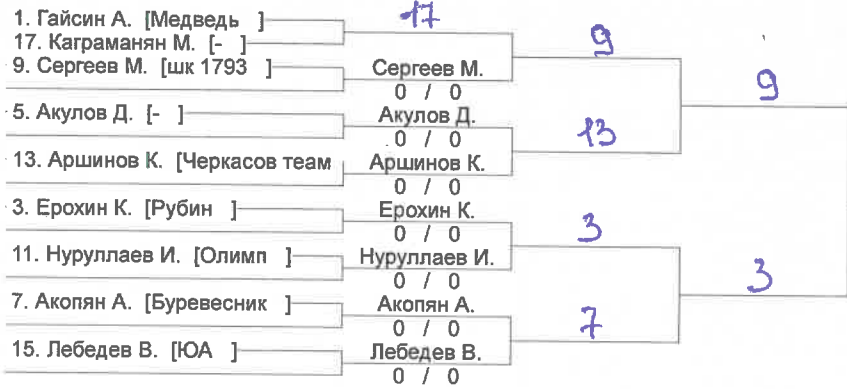 1. Гайсин А. [Медведь ]
17
17. Каграманян М. [- ]
9
9. Сергеев М. [шк 1793 ]
Сергеев М.
0 / 0
9
5. Акулов Д. [- ]
Акулов Д.
0 / 0
13
13. Аршинов К. [Черкасов team
Аршинов К.
0 / 0
3. Ерохин К. [Рубин ]
Ерохин К.
0 / 0
3
11. Нуруллаев И. [Олимп ]
Нуруллаев И.
0 / 0
3
7. Акопян А. [Буревесник ]
Акопян А.
0 / 0
7
15. Лебедев В. [ЮА ]
Лебедев В.
0 / 0